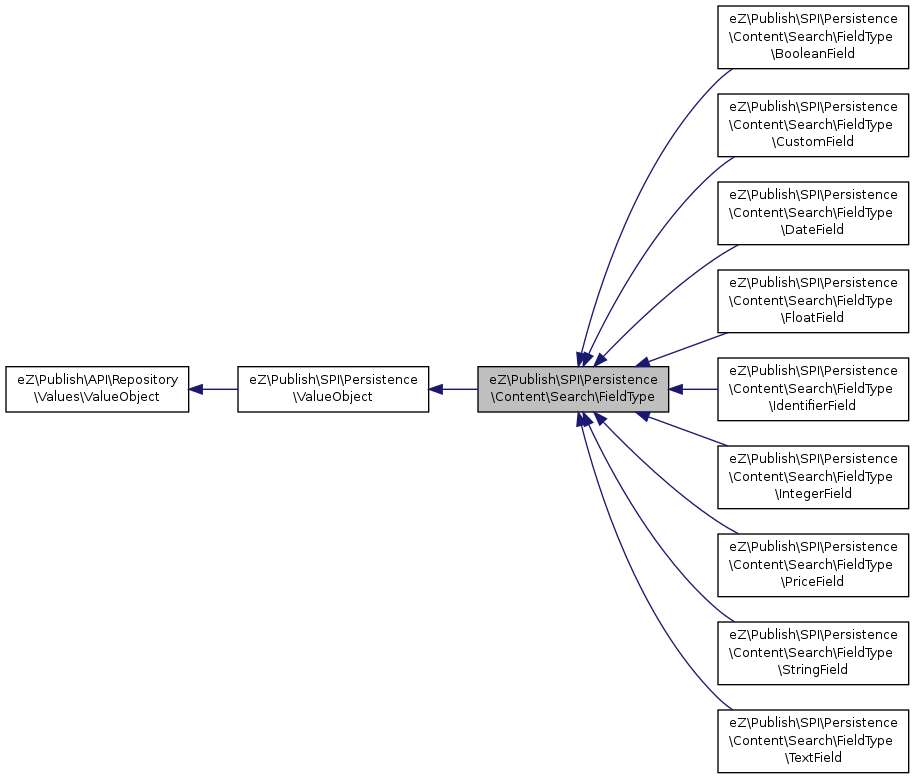 eZ\Publish\SPI\Persistence
\Content\Search\FieldType
\BooleanField
eZ\Publish\SPI\Persistence
\Content\Search\FieldType
\CustomField
eZ\Publish\SPI\Persistence
\Content\Search\FieldType
\DateField
eZ\Publish\SPI\Persistence
\Content\Search\FieldType
\FloatField
eZ\Publish\API\Repository
\Values\ValueObject
eZ\Publish\SPI\Persistence
\ValueObject
eZ\Publish\SPI\Persistence
\Content\Search\FieldType
eZ\Publish\SPI\Persistence
\Content\Search\FieldType
\IdentifierField
eZ\Publish\SPI\Persistence
\Content\Search\FieldType
\IntegerField
eZ\Publish\SPI\Persistence
\Content\Search\FieldType
\PriceField
eZ\Publish\SPI\Persistence
\Content\Search\FieldType
\StringField
eZ\Publish\SPI\Persistence
\Content\Search\FieldType
\TextField